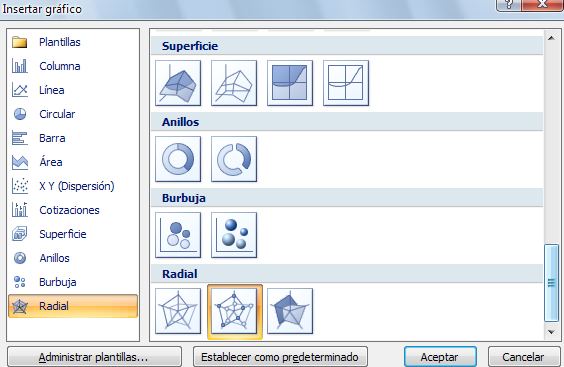 Insertar gráfico
Plantillas
Columna
Línea
Circular
Barra
Área
X Y (Dispersión)
Cotizaciones
Superficie
Anillos
Burbuja
Radial
Superficie
Anillos
Burbuja
Radial
Administrar plantillas...
Establecer como predeterminado
Aceptar
Cancelar